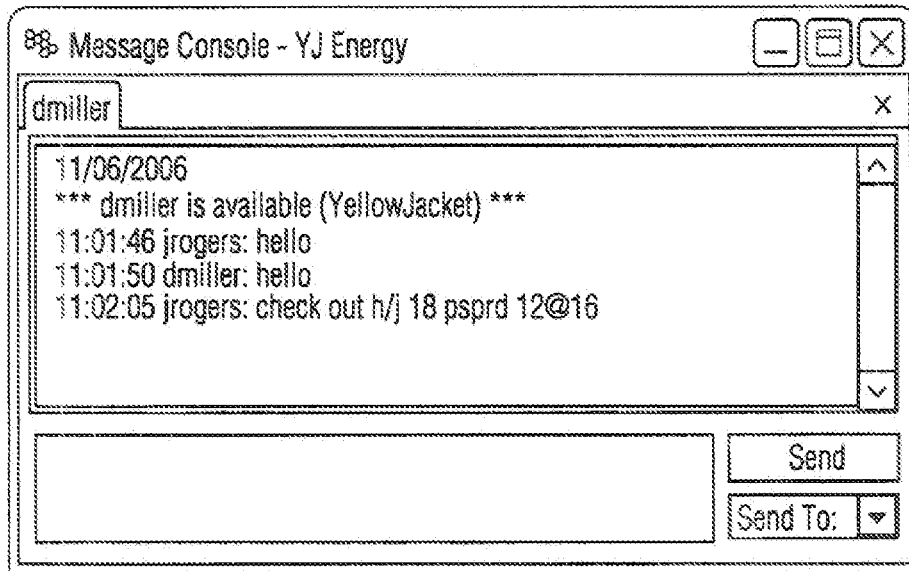 Message Console - YJ Energy
dmiller
11/06/2006
*** dmiller is available (YellowJacket) ***
11:01:46 jrogers: hello
11:01:50 dmiller: hello
11:02:05 jrogers: check out h/j 18 psprd 12@16
Send
Send To: